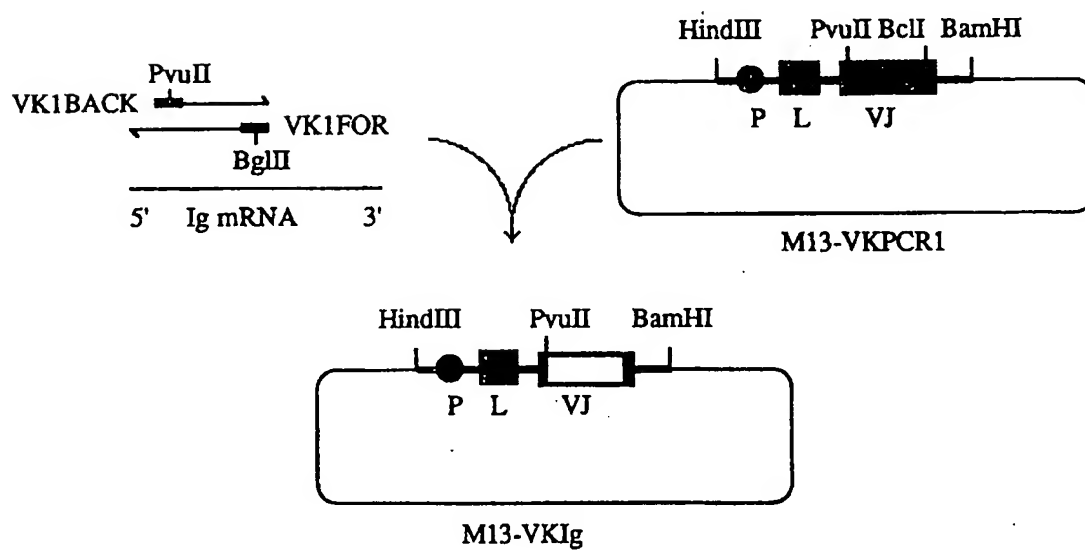 PvuII
VK1BACK
VK1FOR
BglII
5' Ig mRNA 3'
HindIII PvuII BclI BamHI
P L VJ
M13-VKPCR1
HindIII PvuII BamHI
P L VJ
M13-VKIg